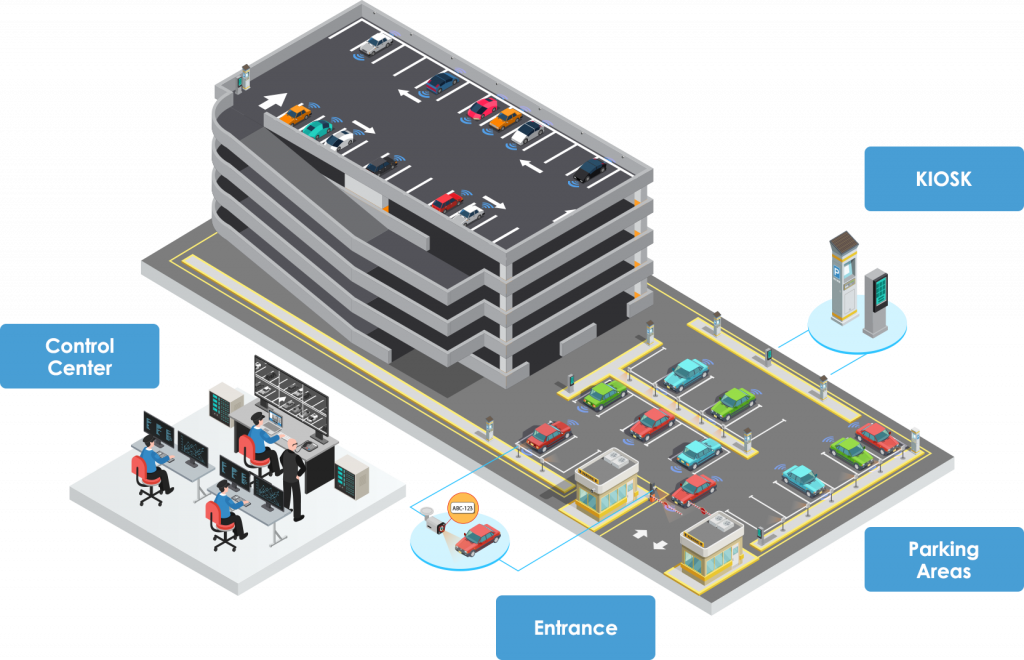 KIOSK
P
Control
Center
ABC-123
Parking
Areas
Entrance